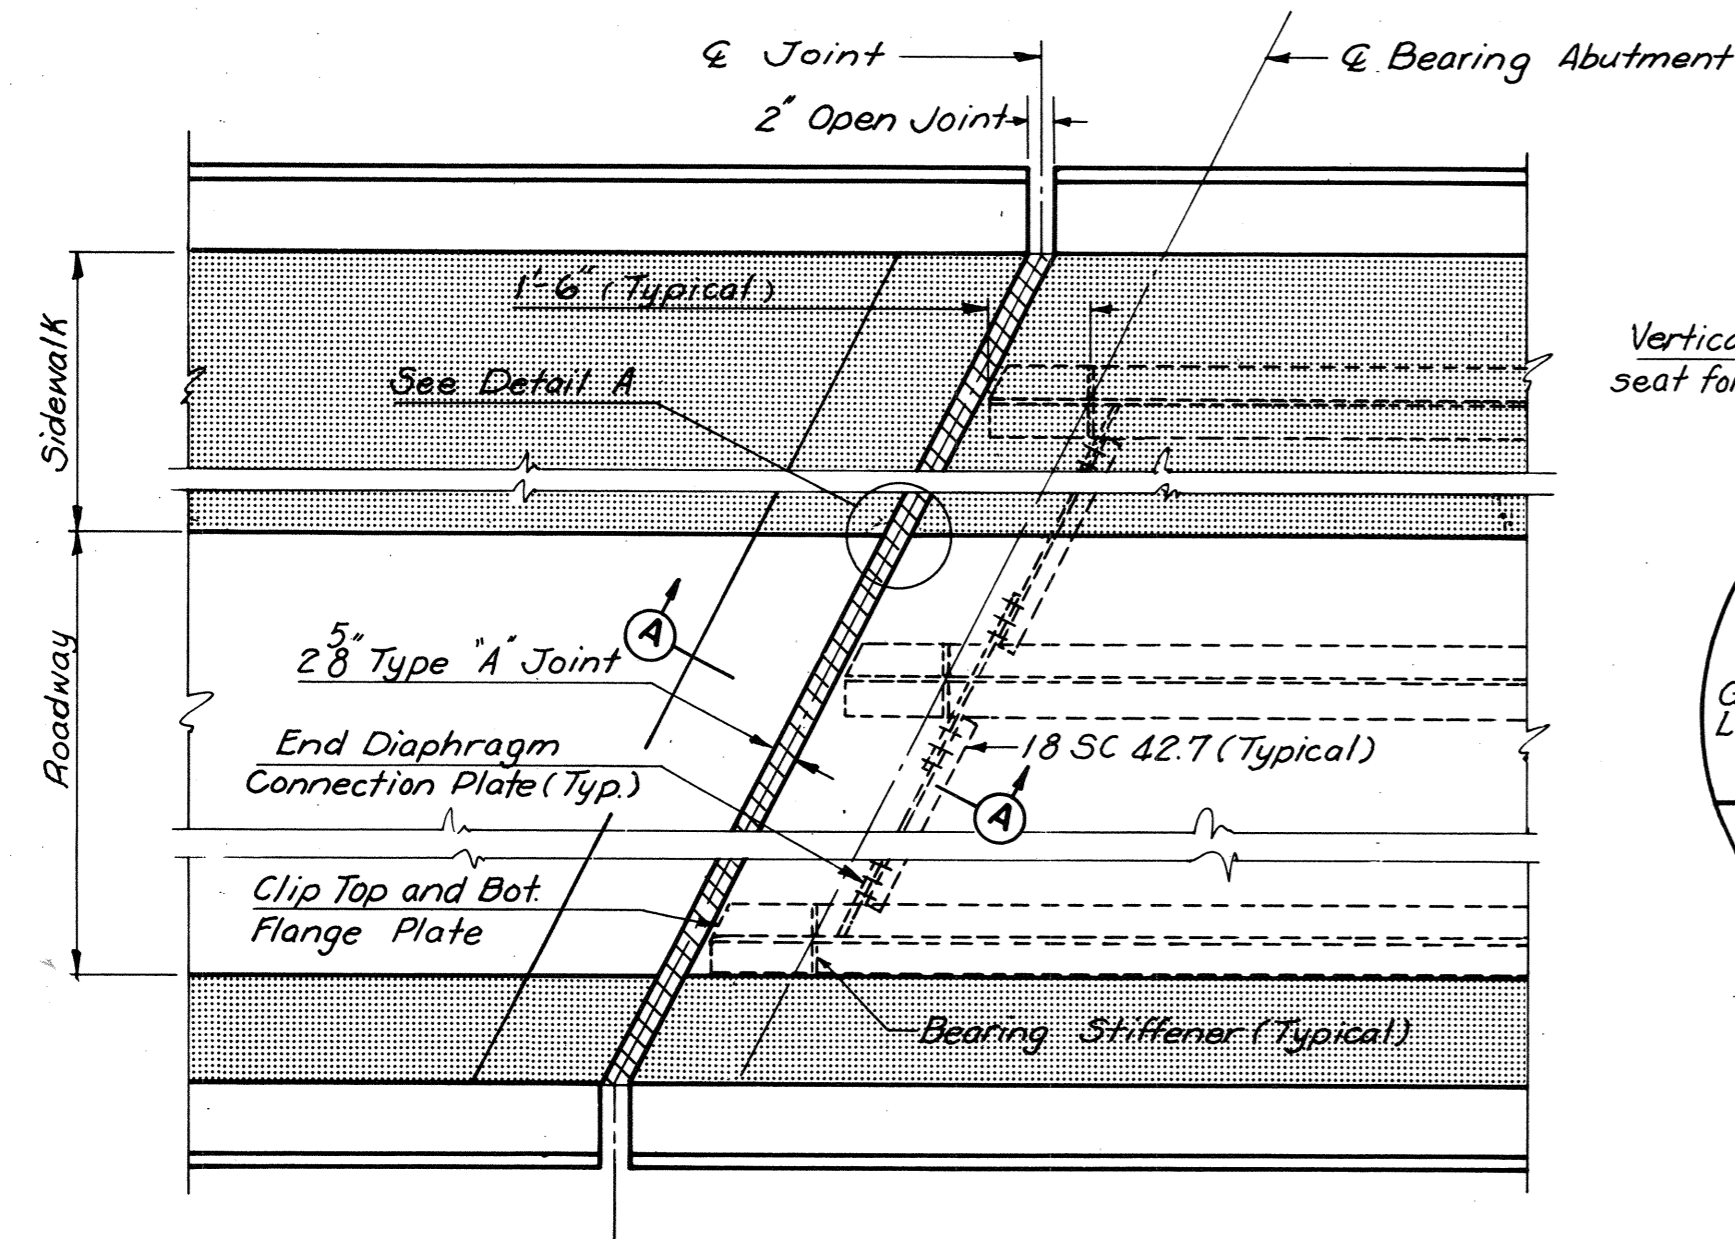 ℄ Joint
℄ Bearing Abutment
2" Open Joint
1'-6" (Typical)
See Detail A
Sidewalk
Vertica
seat for
A
2 5/8" Type "A" Joint
Roadway
End Diaphragm
Connection Plate (Typ.)
18 SC 42.7 (Typical)
A
G
L
Clip Top and Bot.
Flange Plate
Bearing Stiffener (Typical)